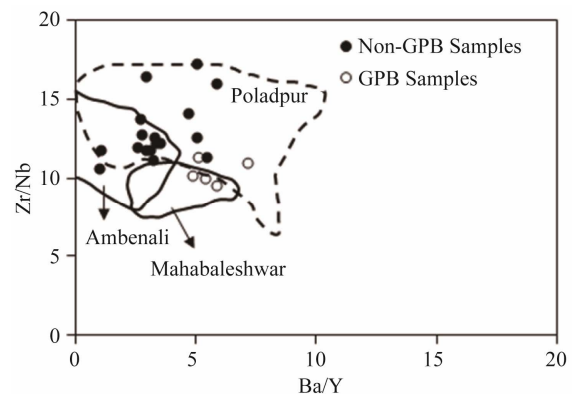 20
Non-GPB Samples
GPB Samples
15
Poladpur
Zr/Nb
10
Ambenali
5
Mahabaleshwar
0
0 5 10 15 20
Ba/Y